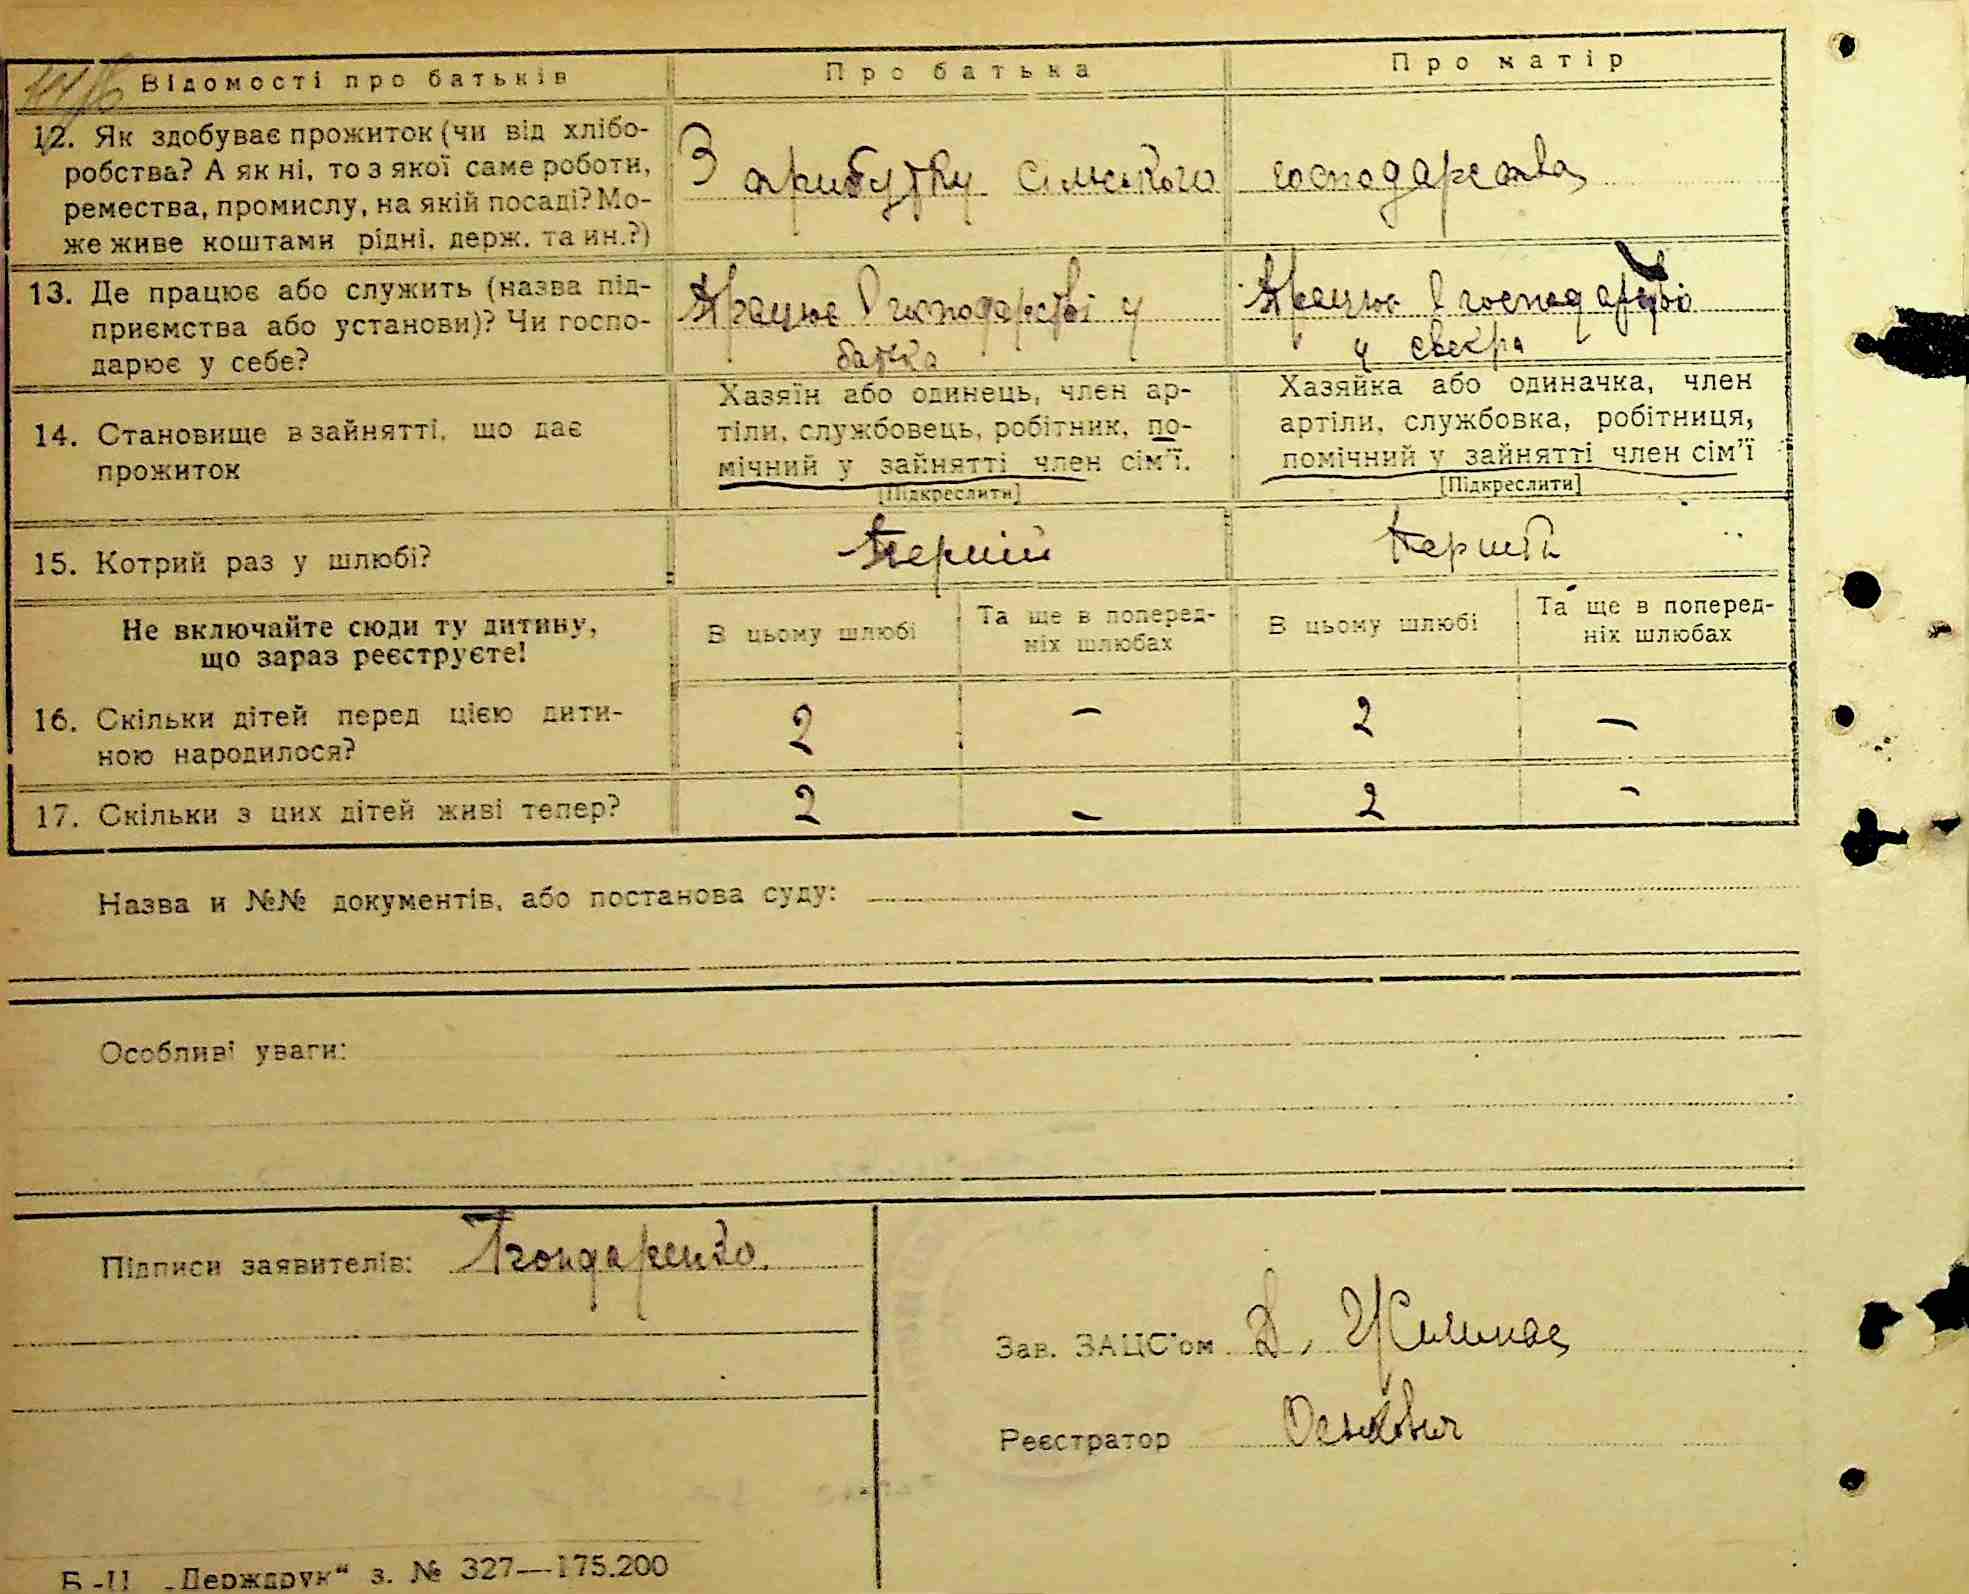 Відомості про батьків
Про батька
Про матір
12. Як здобуває прожиток (чи від хлібо-
робства? А як ні, то з якої саме роботи,
ремества, промислу, на якій посаді? Мо-
же живе коштами рідні, держ. та ин.?)
З прибутку сільського господарства
13. Де працює або служить (назва під-
приємства або установи)? Чи госпо-
дарює у себе?
Працює в господарстві у
батька
Працює в господарстві
у свекра
14. Становище в зайнятті, що дає
прожиток
Хазяїн або одинець, член ар-
тіли, службовець, робітник, по-
мічний у зайнятті член сім'ї.
[Підкреслити]
Хазяйка або одиначка, член
артіли, службовка, робітниця,
помічний у зайнятті член сім'ї
[Підкреслити]
15. Котрий раз у шлюбі?
Перший
Перший
Не включайте сюди ту дитину,
що зараз реєструєте!
В цьому шлюбі
Та ще в поперед-
ніх шлюбах
В цьому шлюбі
Та ще в поперед-
ніх шлюбах
16. Скільки дітей перед цією дити-
ною народилося?
2 – 2 –
17. Скільки з цих дітей живі тепер?
2 – 2 –
Назва и №№ документів, або постанова суду:
Особливі уваги:
Підписи заявителів: Гондаренко
Зав. ЗАЦС'ом
Реєстратор
Б-Ц „Держдрук“ з. № 327—175.200